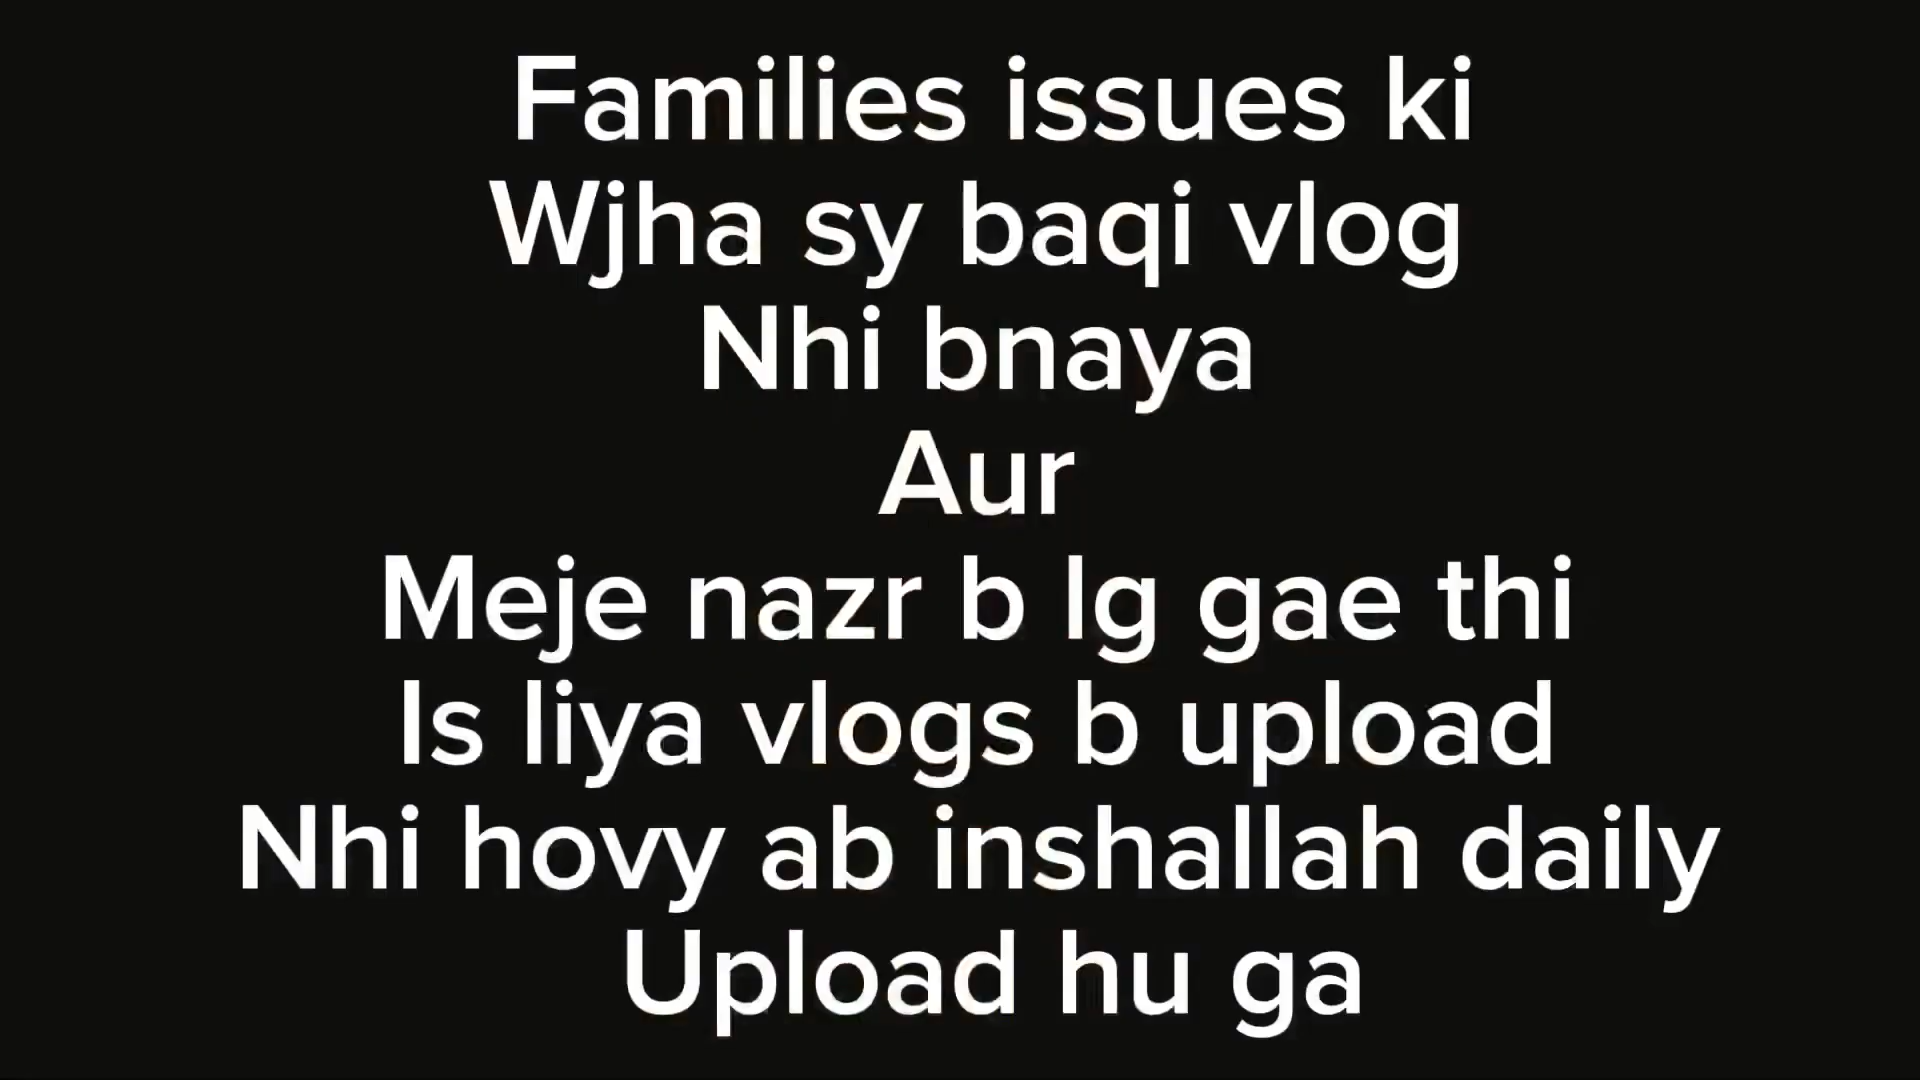 Families issues ki
Wjha sy baqi vlog
Nhi bnaya
Aur
Meje nazr b lg gae thi
Is liya vlogs b upload
Nhi hovy ab inshallah daily
Upload hu ga